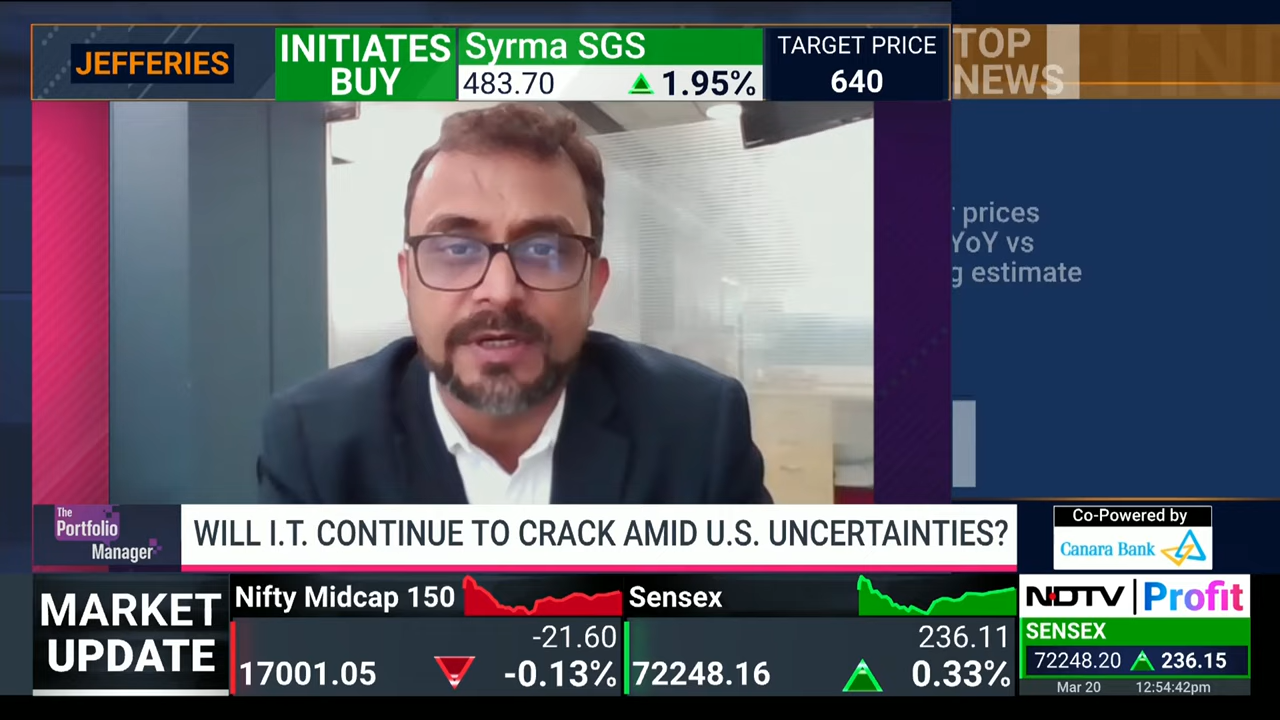 JEFFERIES
INITIATES
BUY
Syrma SGS
483.70 1.95%
TARGET PRICE
640
TOP
NEWS
prices
YoY vs
estimate
The
Portfolio
Manager
WILL I.T. CONTINUE TO CRACK AMID U.S. UNCERTAINTIES?
Co-Powered by
Canara Bank
MARKET
UPDATE
Nifty Midcap 150
-21.60
17001.05 -0.13%
Sensex
236.11
72248.16 0.33%
NDTV Profit
SENSEX
72248.20 236.15
Mar 20 12:54:42pm